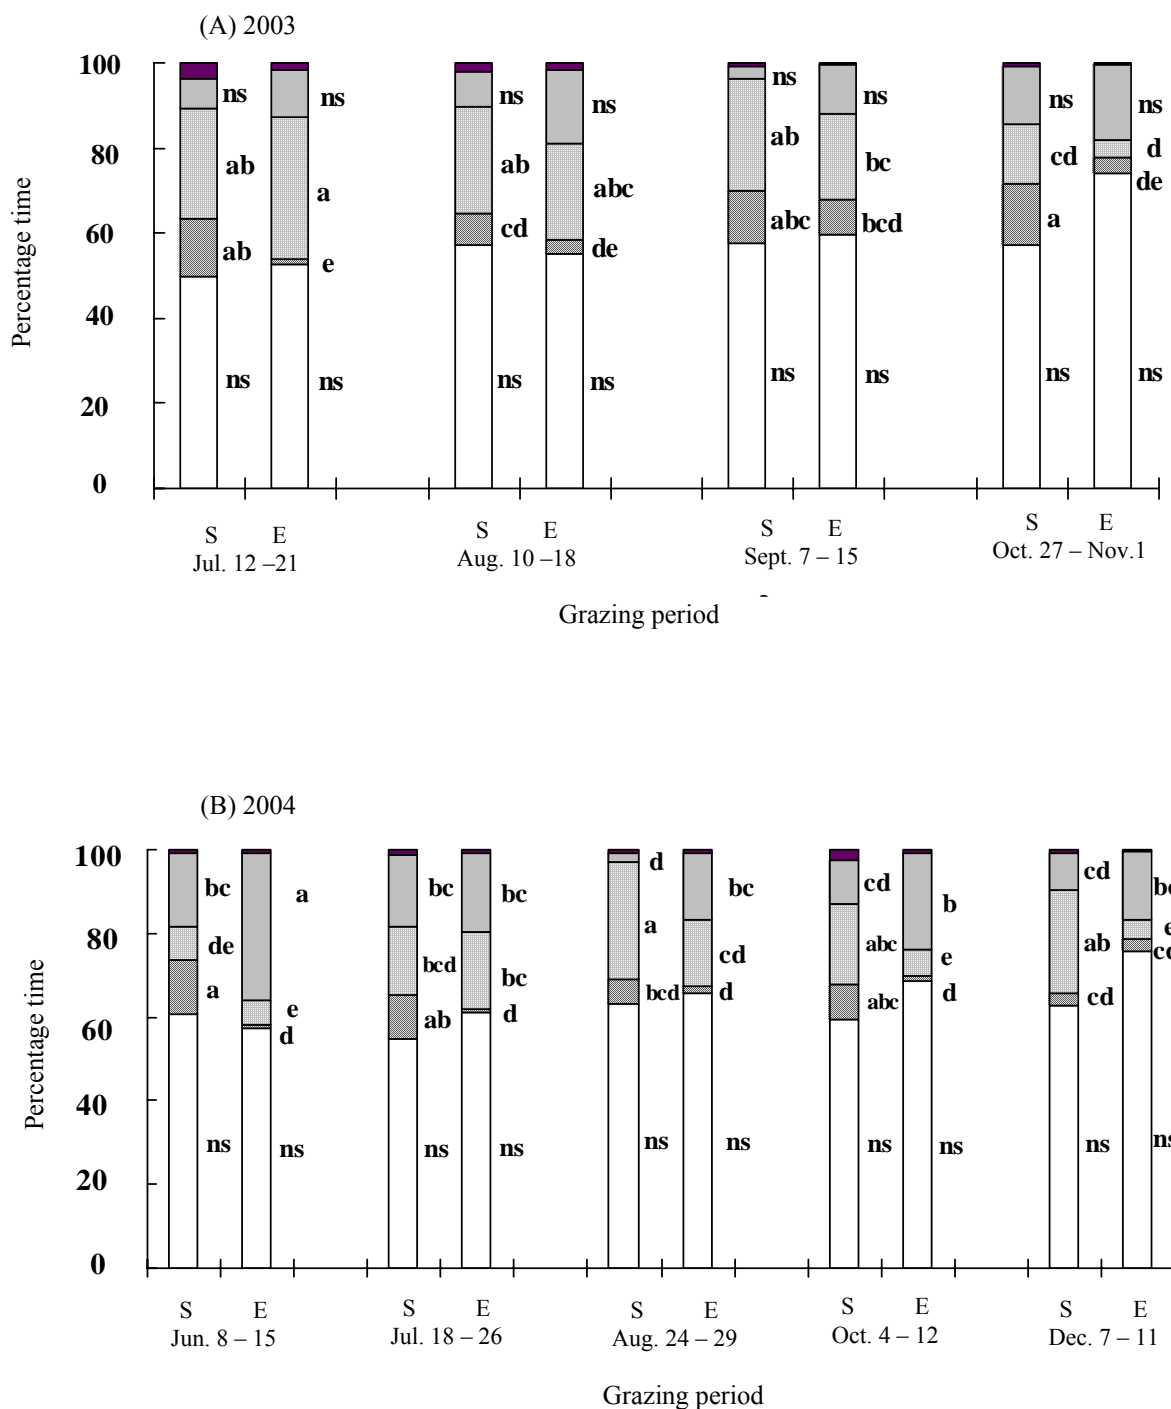 (A) 2003
100
80
60
40
20
0
Percentage time
ns ns ns ns ns ns ns ns
ab a ab abc ab bc cd d
ab e cd de abc bcd a de
ns ns ns ns ns ns ns ns
S E S E S E S E
Jul. 12 –21 Aug. 10 –18 Sept. 7 – 15 Oct. 27 – Nov.1
Grazing period
(B) 2004
100
80
60
40
20
0
Percentage time
bc a bc bc d bc cd b cd
de e bcd bc a cd abc e ab e
a d ab d bcd d abc d cd
ns ns ns ns ns ns ns ns ns ns
S E S E S E S E S E
Jun. 8 – 15 Jul. 18 – 26 Aug. 24 – 29 Oct. 4 – 12 Dec. 7 – 11
Grazing period